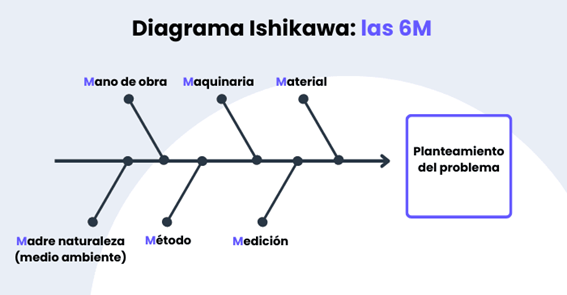 Diagrama Ishikawa: las 6M
Mano de obra
Maquinaria
Material
Planteamiento
del problema
Madre naturaleza
(medio ambiente)
Método
Medición